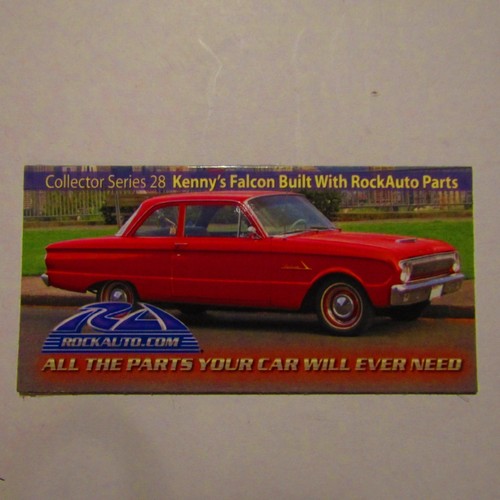 Collector Series 28 Kenny's Falcon Built With RockAuto Parts
RA
ROCKAUTO.COM
ALL THE PARTS YOUR CAR WILL EVER NEED